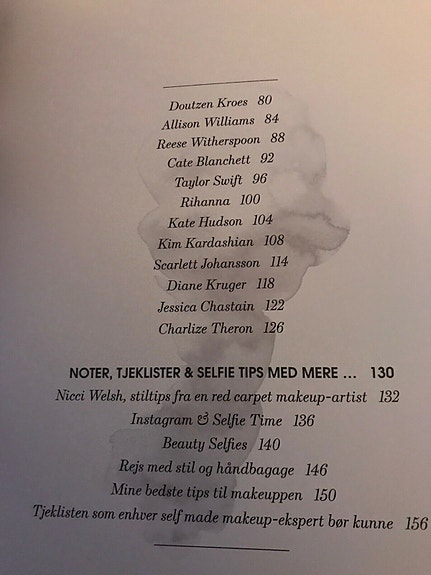 Doutzen Kroes 80
Allison Williams 84
Reese Witherspoon 88
Cate Blanchett 92
Taylor Swift 96
Rihanna 100
Kate Hudson 104
Kim Kardashian 108
Scarlett Johansson 114
Diane Kruger 118
Jessica Chastain 122
Charlize Theron 126
NOTER, TJEKLISTER & SELFIE TIPS MED MERE ... 130
Nicci Welsh, stiltips fra en red carpet makeup-artist 132
Instagram & Selfie Time 136
Beauty Selfies 140
Rejs med stil og håndbagage 146
Mine bedste tips til makeuppen 150
Tjeklisten som enhver self made makeup-ekspert bør kunne 156